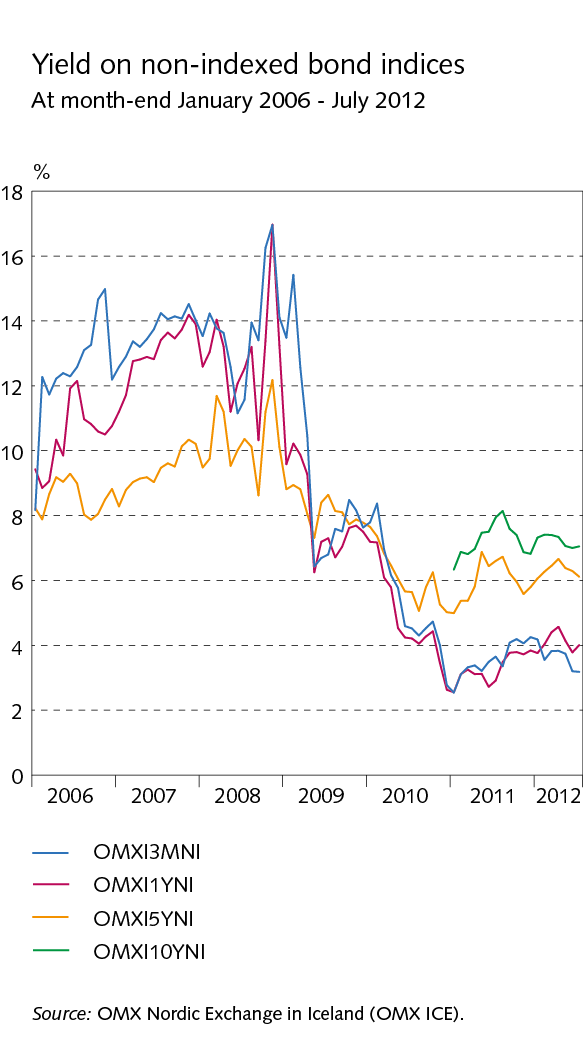 Yield on non-indexed bond indices
At month-end January 2006 - July 2012
%
18
16
14
12
10
8
6
4
2
0
2006 2007 2008 2009 2010 2011 2012
OMXI3MNI
OMXI1YNI
OMXI5YNI
OMXI10YNI
Source: OMX Nordic Exchange in Iceland (OMX ICE).